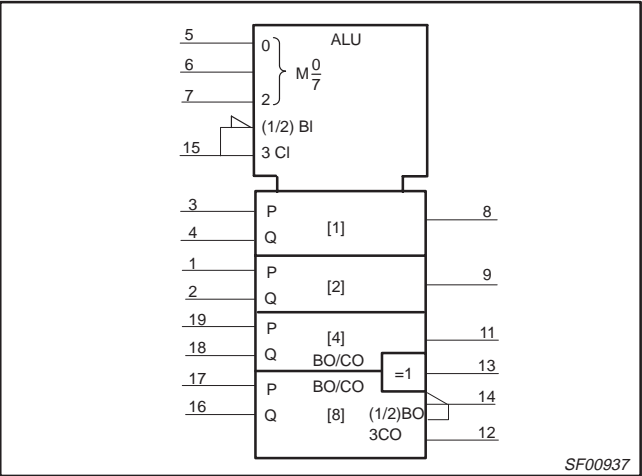 ALU
5 0
6 M 0/7
7 2
(1/2) BI
15 3 CI
3 P [1] 8
4 Q
1 P [2] 9
2 Q
19 P [4] 11
18 Q BO/CO
=1 13
17 P BO/CO
14
16 Q [8] (1/2)BO
3CO 12
SF00937